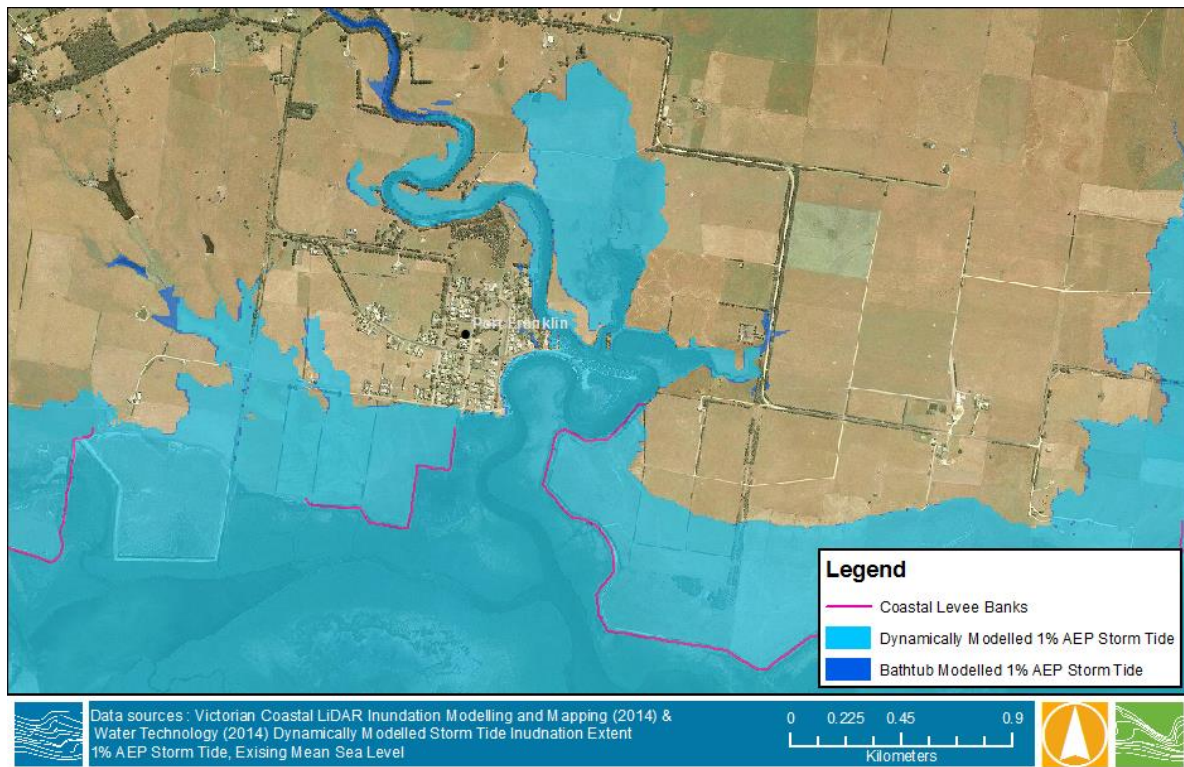 Port Franklin
Legend
Coastal Levee Banks
Dynamically Modelled 1% AEP Storm Tide
Bathtub Modelled 1% AEP Storm Tide
Data sources : Victorian Coastal LiDAR Inundation Modelling and Mapping (2014) &
Water Technology (2014) Dynamically Modelled Storm Tide Inudnation Extent
1% AEP Storm Tide, Exising Mean Sea Level
0 0.225 0.45 0.9
Kilometers